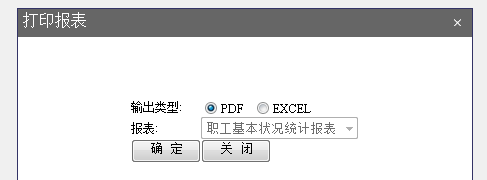 打印报表 ×
输出类型: PDF EXCEL
报表: 职工基本状况统计报表
确 定 关 闭